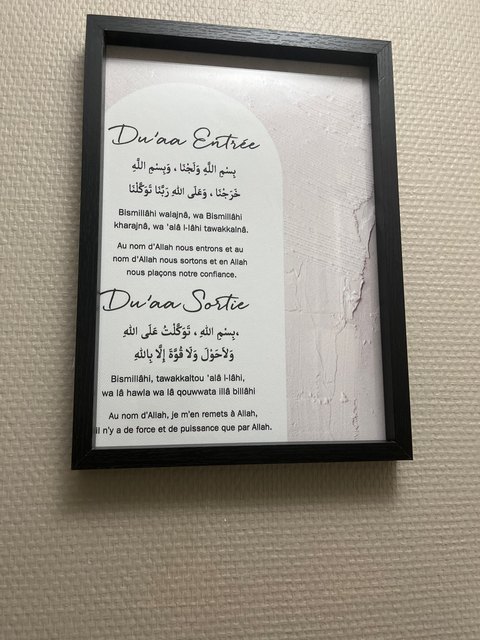 Du'aa Entrée
بِسْمِ اللَّهِ وَلَجْنَا ، وَبِسْمِ اللَّهِ
خَرَجْنَا ، وَعَلَى اللهِ رَبِّنَا تَوَكَّلْنَا
Bismillâhi walajnâ, wa Bismillâhi
kharajnâ, wa 'alâ l-lâhi tawakkalnâ.
Au nom d'Allah nous entrons et au
nom d'Allah nous sortons et en Allah
nous plaçons notre confiance.
Du'aa Sortie
بِسْمِ اللهِ ، تَوَكَّلْتُ عَلَى اللهِ،
وَلاَحَوْلَ وَلَا قُوَّةَ إِلَّا بِاللهِ
Bismillâhi, tawakkaltou 'alâ l-lâhi,
wa lâ hawla wa lâ qouwwata illâ billâhi
Au nom d'Allah, je m'en remets à Allah,
il n'y a de force et de puissance que par Allah.